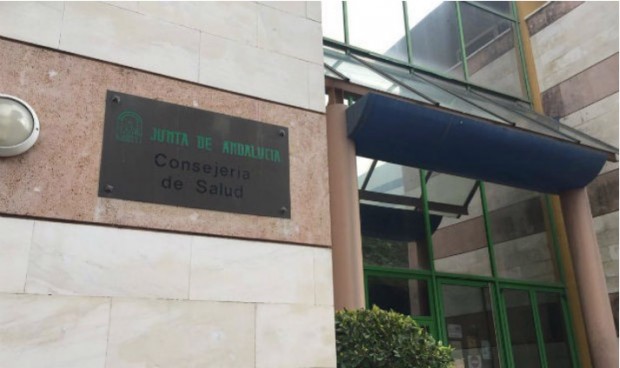 JUNTA DE ANDALUCIA
Consejería
de Salud